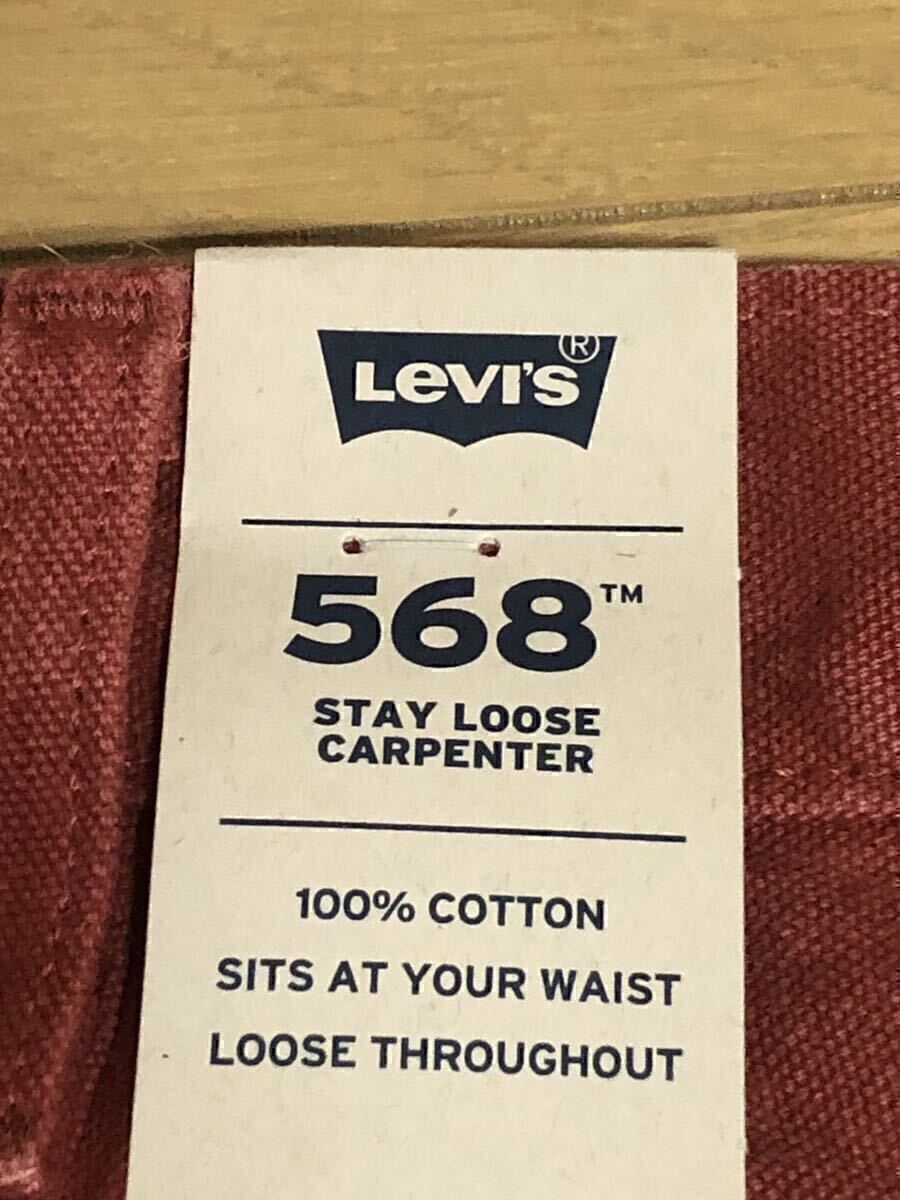 Levi's®
568™
STAY LOOSE
CARPENTER
100% COTTON
SITS AT YOUR WAIST
LOOSE THROUGHOUT